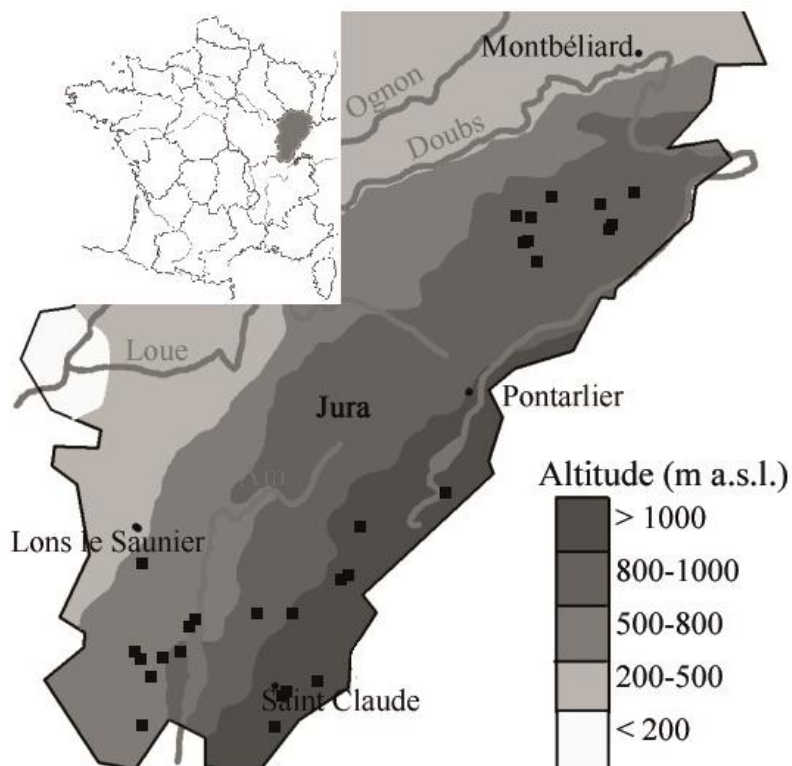 Montbéliard
Ognon
Doubs
Loue
Jura
Pontarlier
Ain
Altitude (m a.s.l.)
> 1000
Lons le Saunier
800-1000
500-800
200-500
Saint Claude
< 200